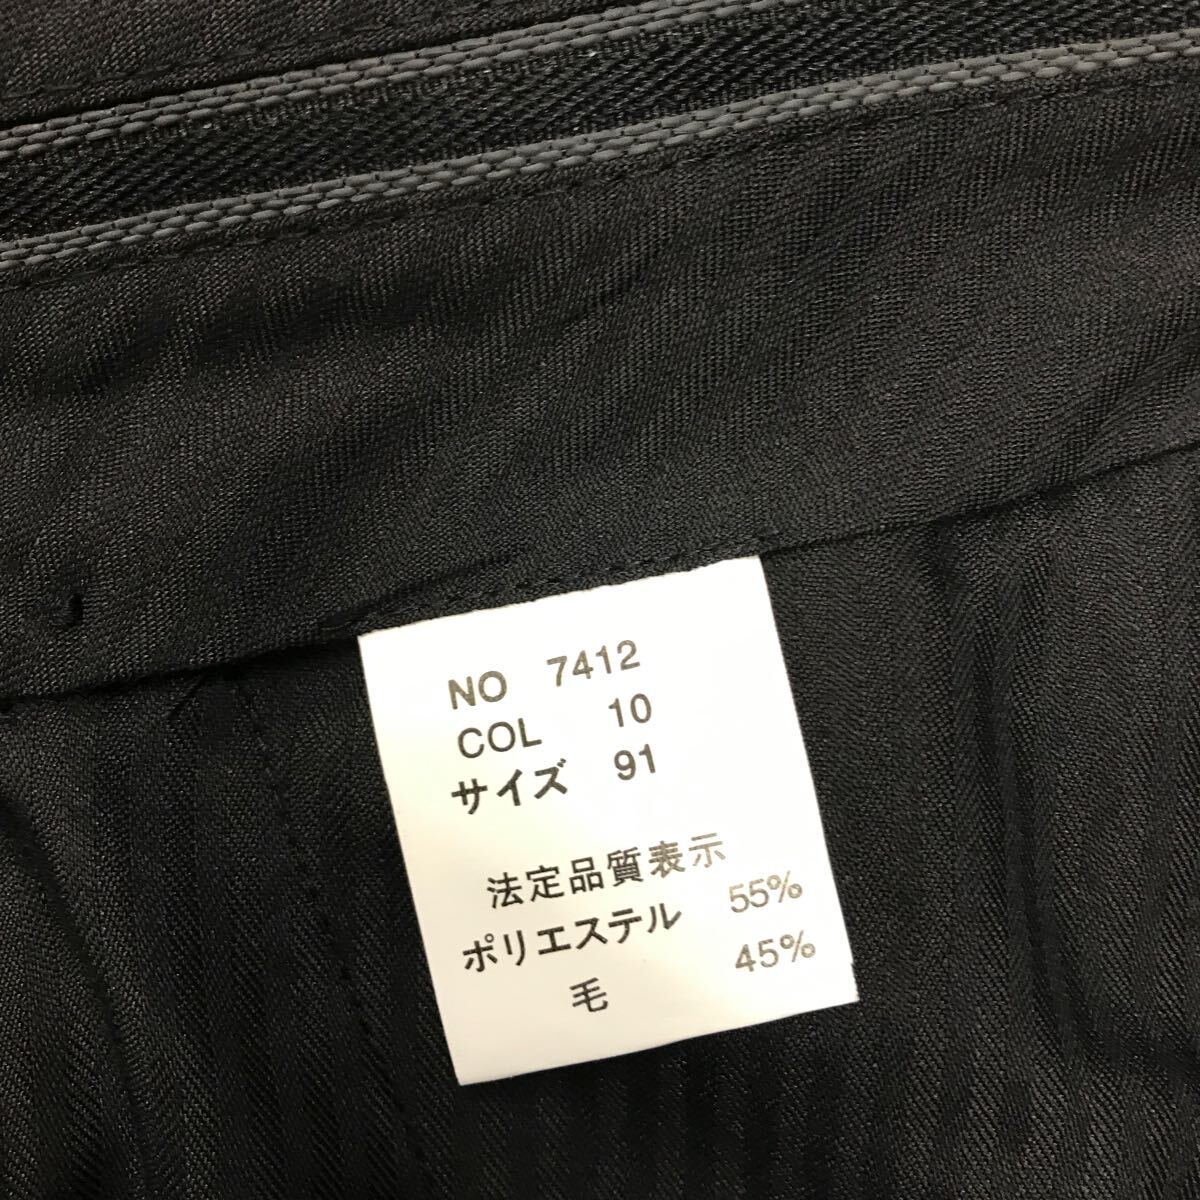 NO 7412
COL 10
サイズ 91
法定品質表示
ポリエステル 55%
毛 45%